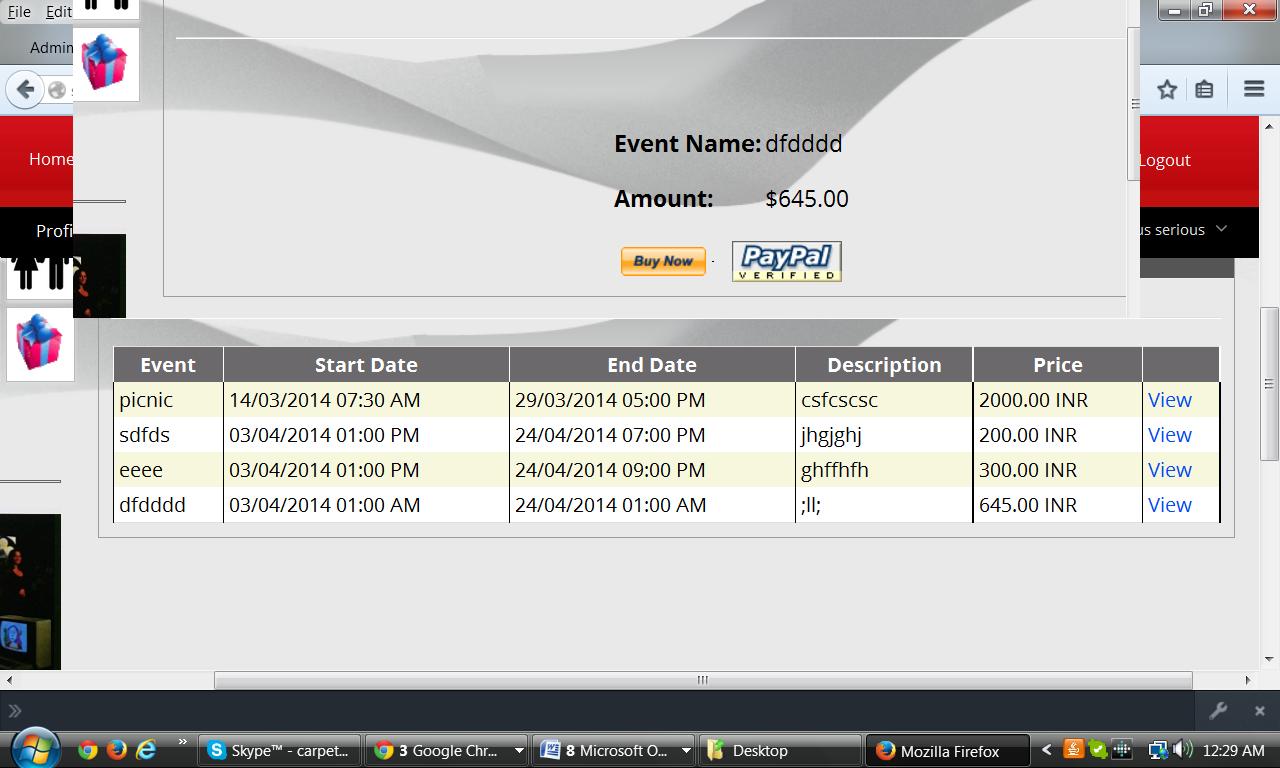 File Edit
Admin
Home
Logout
Profi
us serious
Event Name: dfdddd
Amount: $645.00
Buy Now
PayPal
VERIFIED
Event Start Date End Date Description Price
picnic 14/03/2014 07:30 AM 29/03/2014 05:00 PM csfcscsc 2000.00 INR View
sdfds 03/04/2014 01:00 PM 24/04/2014 07:00 PM jhgjghj 200.00 INR View
eeee 03/04/2014 01:00 PM 24/04/2014 09:00 PM ghffhfh 300.00 INR View
dfdddd 03/04/2014 01:00 AM 24/04/2014 01:00 AM ;ll; 645.00 INR View
Skype™ - carpet... 3 Google Chr... 8 Microsoft O... Desktop Mozilla Firefox 12:29 AM